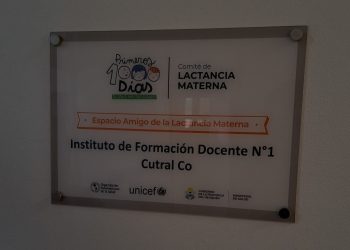 Primeros
1000
Días
Comité de
LACTANCIA
MATERNA
Espacio Amigo de la Lactancia Materna
Instituto de Formación Docente N°1
Cutral Co
unicef